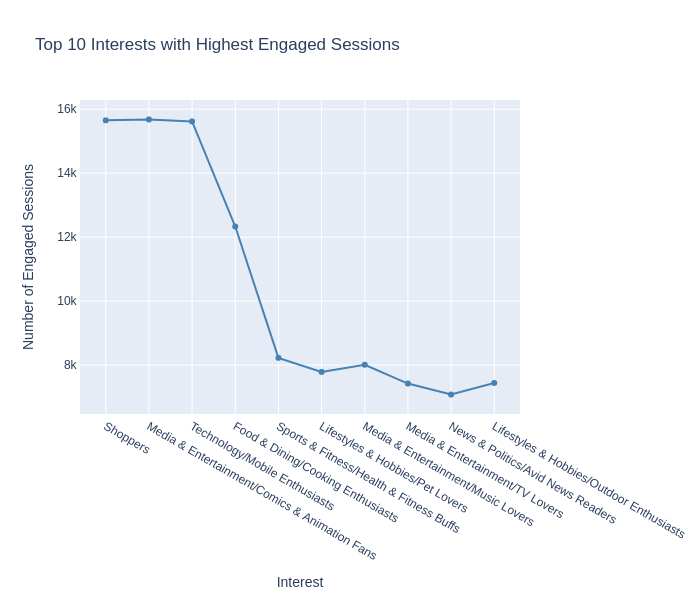 Top 10 Interests with Highest Engaged Sessions
16k
14k
12k
10k
8k
Number of Engaged Sessions
Shoppers
Media & Entertainment/Comics & Animation Fans
Technology/Mobile Enthusiasts
Food & Dining/Cooking Enthusiasts
Sports & Fitness/Health & Fitness Buffs
Lifestyles & Hobbies/Pet Lovers
Media & Entertainment/Music Lovers
Media & Entertainment/TV Lovers
News & Politics/Avid News Readers
Lifestyles & Hobbies/Outdoor Enthusiasts
Interest